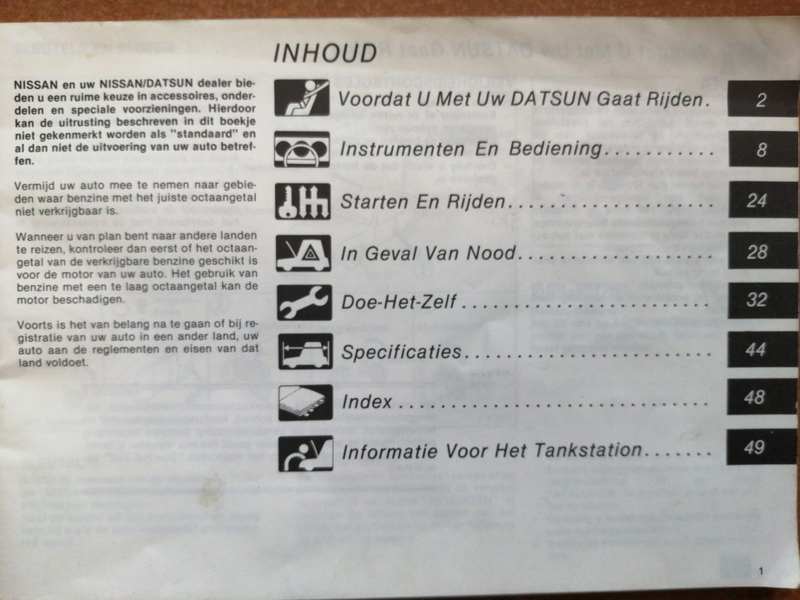 NISSAN en uw NISSAN/DATSUN dealer bie-
den u een ruime keuze in accessoires, onder-
delen en speciale voorzieningen. Hierdoor
kan de uitrusting beschreven in dit boekje
niet gekenmerkt worden als "standaard" en
al dan niet de uitvoering van uw auto betref-
fen.
Vermijd uw auto mee te nemen naar gebie-
den waar benzine met het juiste octaangetal
niet verkrijgbaar is.
Wanneer u van plan bent naar andere landen
te reizen, kontroleer dan eerst of het octaan-
getal van de verkrijgbare benzine geschikt is
voor de motor van uw auto. Het gebruik van
benzine met een te laag octaangetal kan de
motor beschadigen.
Voorts is het van belang na te gaan of bij re-
gistratie van uw auto in een ander land, uw
auto aan de reglementen en eisen van dat
land voldoet.
INHOUD
Voordat U Met Uw DATSUN Gaat Rijden. 2
Instrumenten En Bediening........... 8
Starten En Rijden.................... 24
In Geval Van Nood................... 28
Doe-Het-Zelf ........................ 32
Specificaties........................ 44
Index .............................. 48
Informatie Voor Het Tankstation....... 49
1